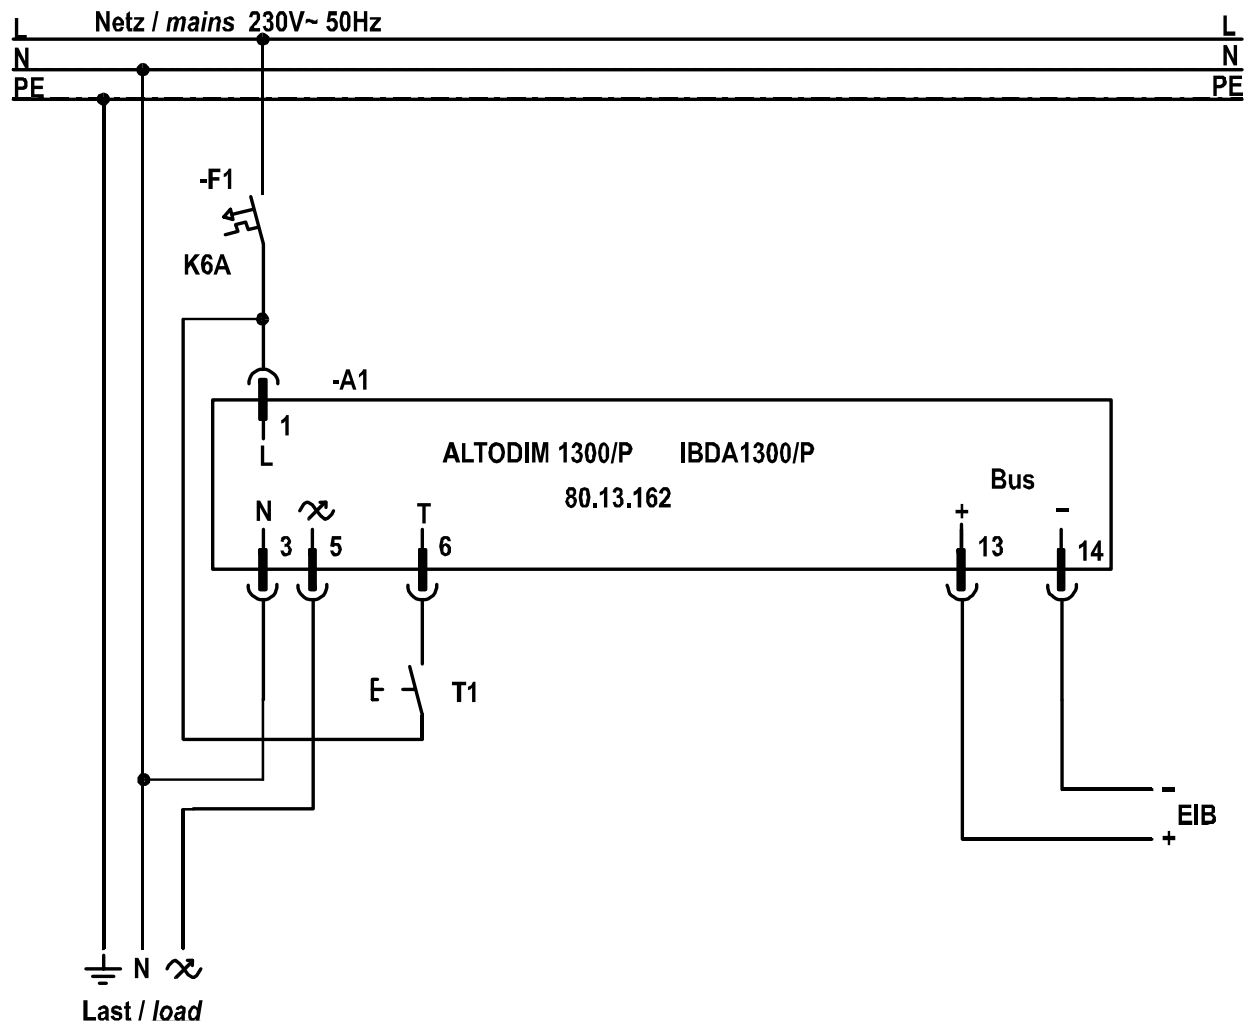 Netz / mains 230V~ 50Hz
L L
N N
PE PE
-F1
K6A
-A1
1
L
ALTODIM 1300/P IBDA1300/P
80.13.162
Bus
N T + -
3 5 6 13 14
T1
-
EIB
+
N
Last / load